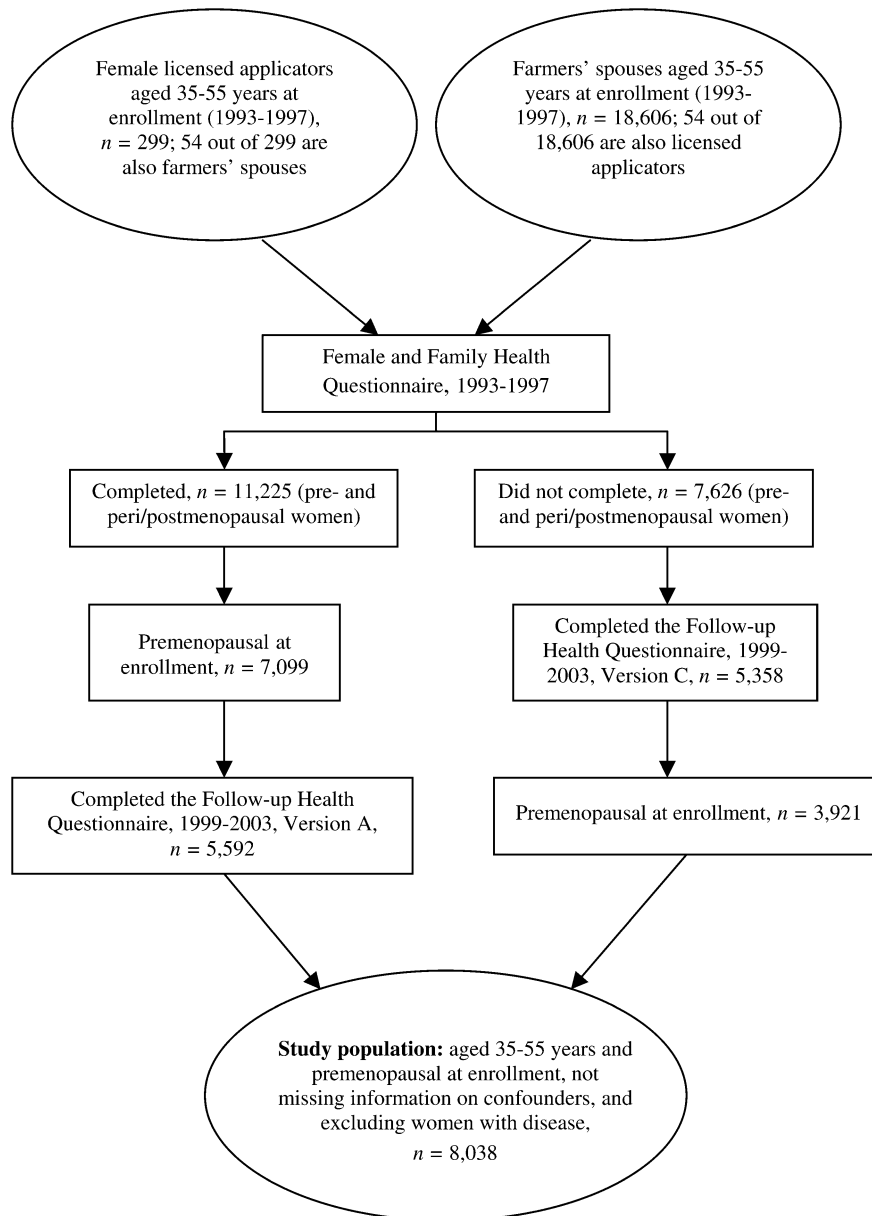 Female licensed applicators
aged 35-55 years at
enrollment (1993-1997),
n = 299; 54 out of 299 are
also farmers’ spouses
Farmers’ spouses aged 35-55
years at enrollment (1993-
1997), n = 18,606; 54 out of
18,606 are also licensed
applicators
Female and Family Health
Questionnaire, 1993-1997
Completed, n = 11,225 (pre- and
peri/postmenopausal women)
Did not complete, n = 7,626 (pre-
and peri/postmenopausal women)
Premenopausal at
enrollment, n = 7,099
Completed the Follow-up
Health Questionnaire, 1999-
2003, Version C, n = 5,358
Completed the Follow-up Health
Questionnaire, 1999-2003, Version A,
n = 5,592
Premenopausal at enrollment, n = 3,921
Study population: aged 35-55 years and
premenopausal at enrollment, not
missing information on confounders, and
excluding women with disease,
n = 8,038